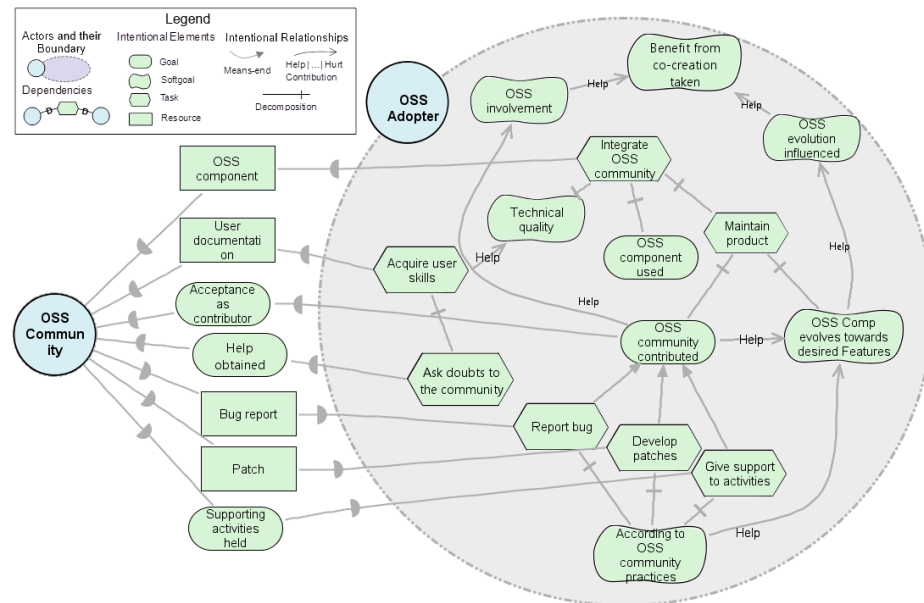 Legend
Actors and their
Boundary
Dependencies
D
D
Intentional Elements
Goal
Softgoal
Task
Resource
Intentional Relationships
Means-end
Help | ...| Hurt
Contribution
Decomposition
OSS
Adopter
OSS
involvement
Help
Benefit from
co-creation
taken
Help
OSS
evolution
influenced
OSS
component
Integrate
OSS
community
Technical
quality
User
documentati
on
Acquire user
skills
Help
OSS
component
used
Maintain
product
Help
Acceptance
as
contributor
Help
OSS
Commun
ity
Help
obtained
OSS
community
contributed
Help
OSS Comp
evolves towards
desired Features
Ask doubts to
the community
Bug report
Report bug
Develop
patches
Patch
Give support
to activities
Supporting
activities
held
According to
OSS
community
practices
Help